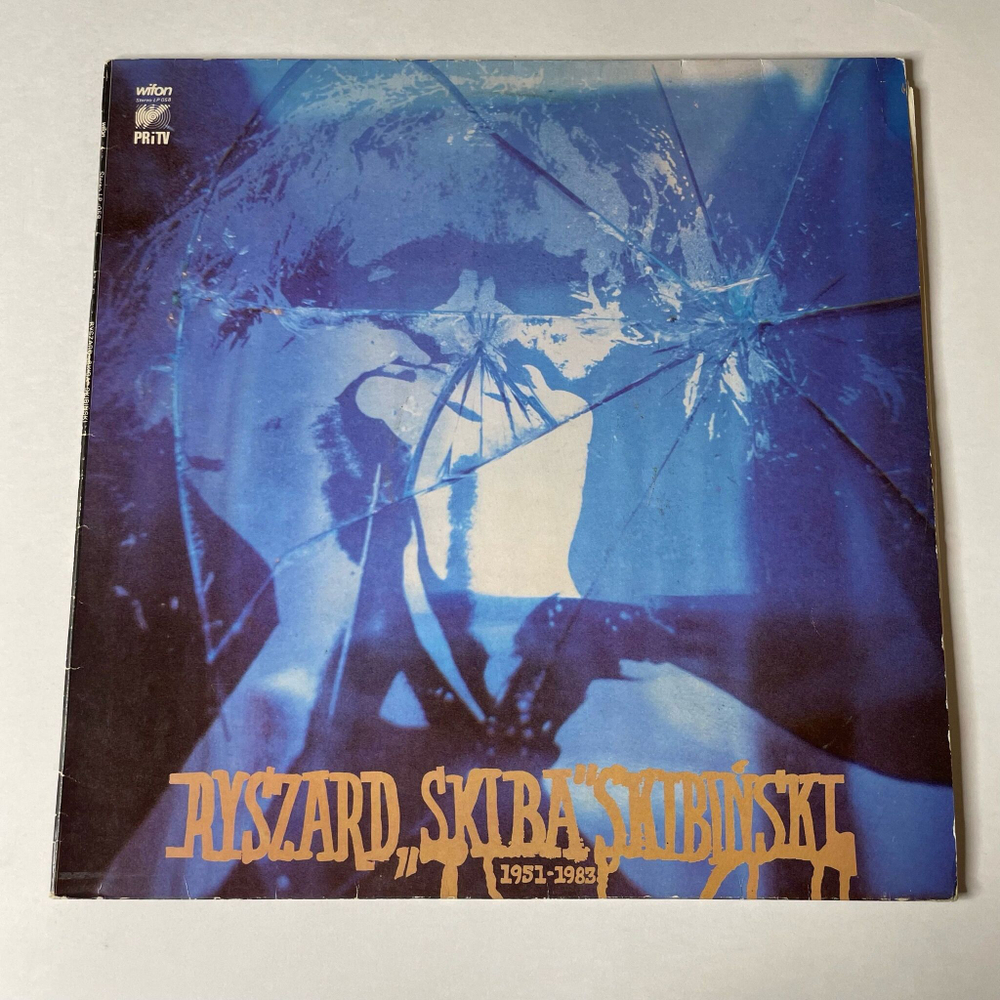 wifon
Stereo LP 058
PRiTV
RYSZARD „SKIBA” SKIBIŃSKI
1951-1983